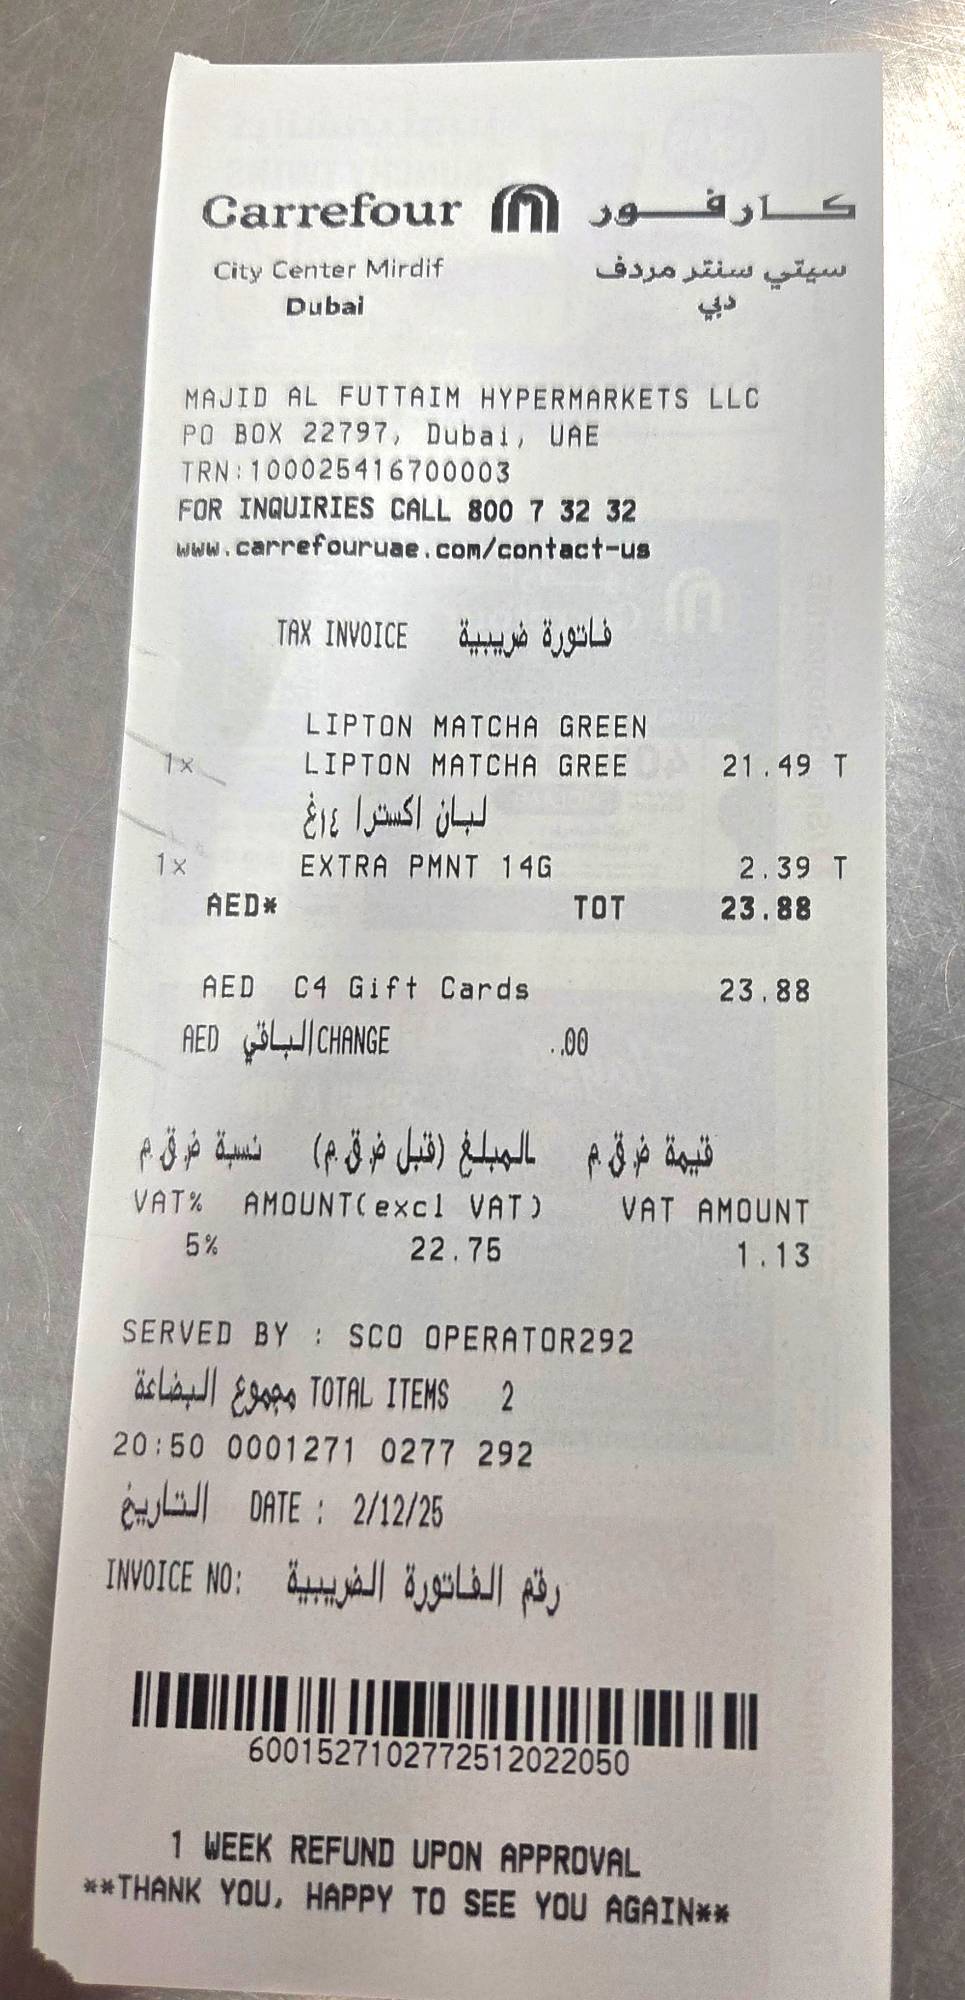 Carrefour كارفور
City Center Mirdif سيتي سنتر مردف
Dubai دبي
MAJID AL FUTTAIM HYPERMARKETS LLC
PO BOX 22797, Dubai, UAE
TRN:100025416700003
FOR INQUIRIES CALL 800 7 32 32
www.carrefouruae.com/contact-us
TAX INVOICE فاتورة ضريبية
LIPTON MATCHA GREEN
1x LIPTON MATCHA GREE 21.49 T
لبان اكسترا ١٤غ
1x EXTRA PMNT 14G 2.39 T
AED* TOT 23.88
AED C4 Gift Cards 23.88
AED الباقي CHANGE ..00
نسبة ض.ق.م المبلغ (قبل ض.ق.م) قيمة ض.ق.م
VAT% AMOUNT(excl VAT) VAT AMOUNT
5% 22.75 1.13
SERVED BY : SCO OPERATOR292
مجموع البضاعة TOTAL ITEMS 2
20:50 0001271 0277 292
التاريخ DATE : 2/12/25
INVOICE NO: رقم الفاتورة الضريبية
6001527102772512022050
1 WEEK REFUND UPON APPROVAL
**THANK YOU, HAPPY TO SEE YOU AGAIN**